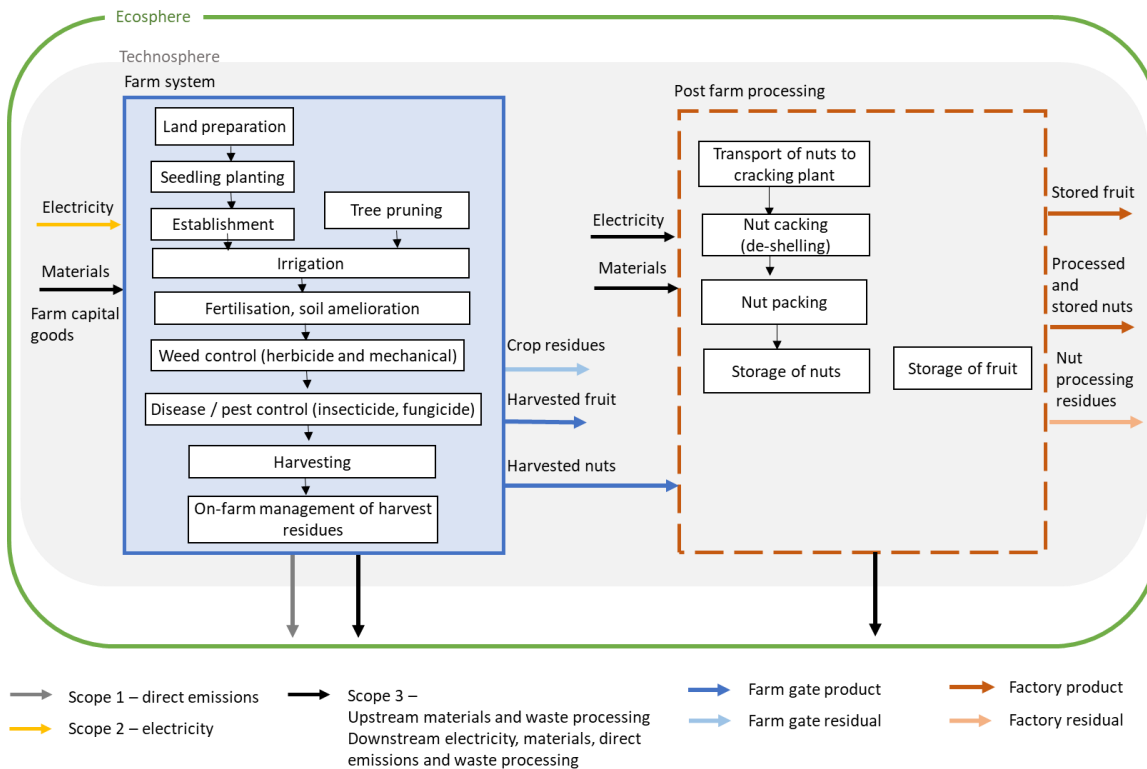 Ecosphere
Technosphere
Farm system
Land preparation
Seedling planting
Establishment
Tree pruning
Irrigation
Fertilisation, soil amelioration
Weed control (herbicide and mechanical)
Disease / pest control (insecticide, fungicide)
Harvesting
On-farm management of harvest
residues
Electricity
Materials
Farm capital
goods
Crop residues
Harvested fruit
Harvested nuts
Post farm processing
Electricity
Materials
Transport of nuts to
cracking plant
Nut cacking
(de-shelling)
Nut packing
Storage of nuts
Storage of fruit
Stored fruit
Processed
and
stored nuts
Nut
processing
residues
Scope 1 – direct emissions
Scope 2 – electricity
Scope 3 –
Upstream materials and waste processing
Downstream electricity, materials, direct
emissions and waste processing
Farm gate product
Farm gate residual
Factory product
Factory residual